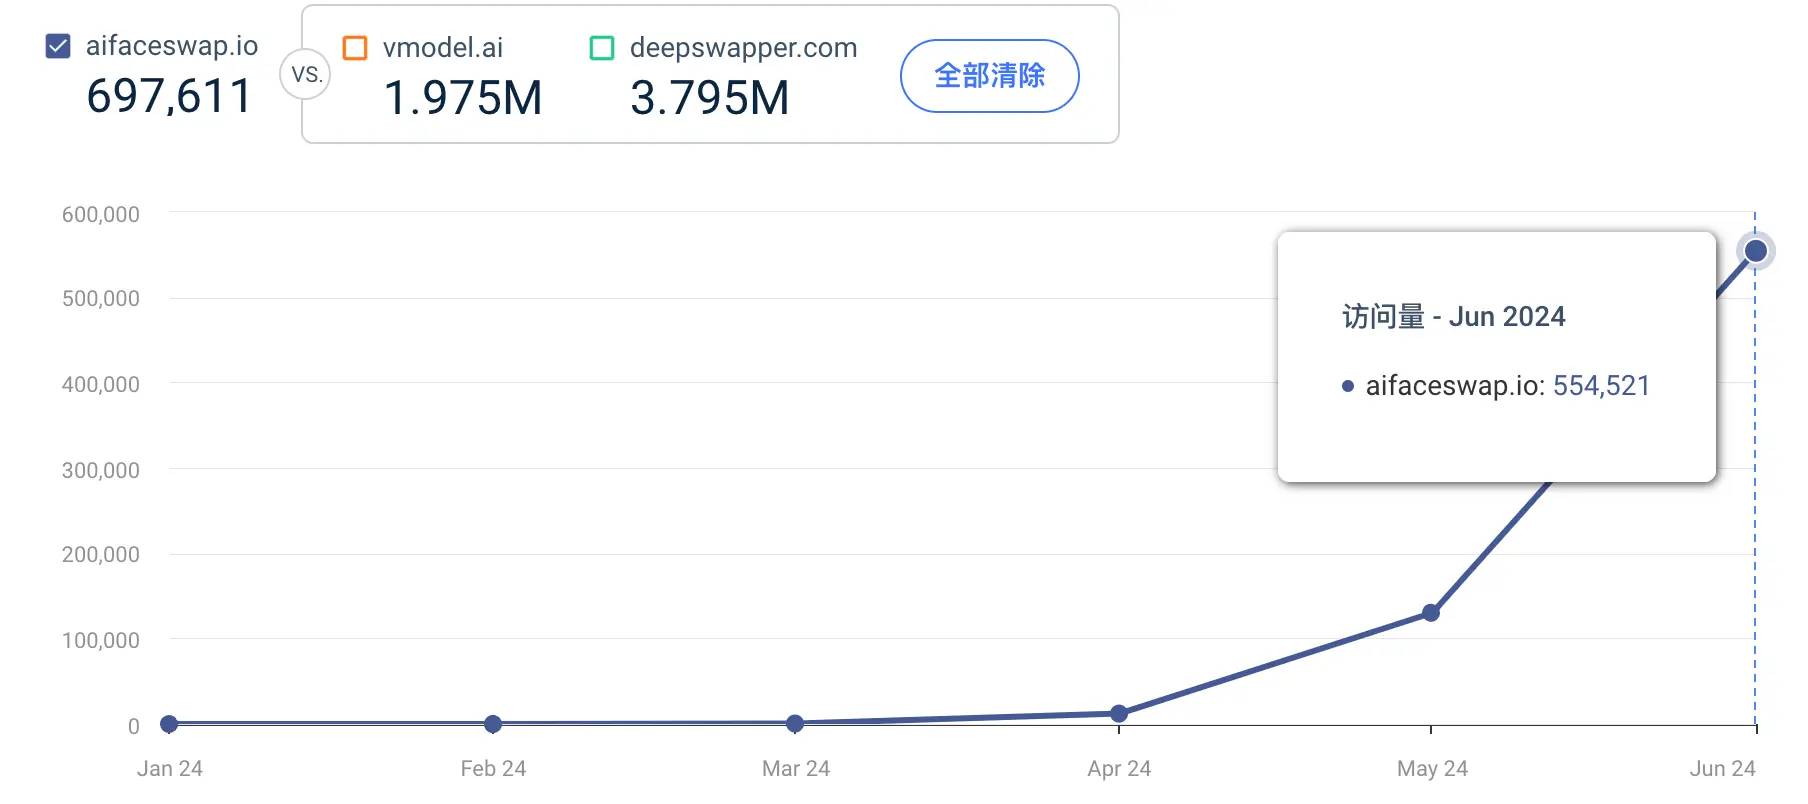 aifaceswap.io
697,611
VS.
vmodel.ai
1.975M
deepswapper.com
3.795M
全部清除
600,000
500,000
400,000
300,000
200,000
100,000
0
访问量 - Jun 2024
aifaceswap.io: 554,521
Jan 24
Feb 24
Mar 24
Apr 24
May 24
Jun 24